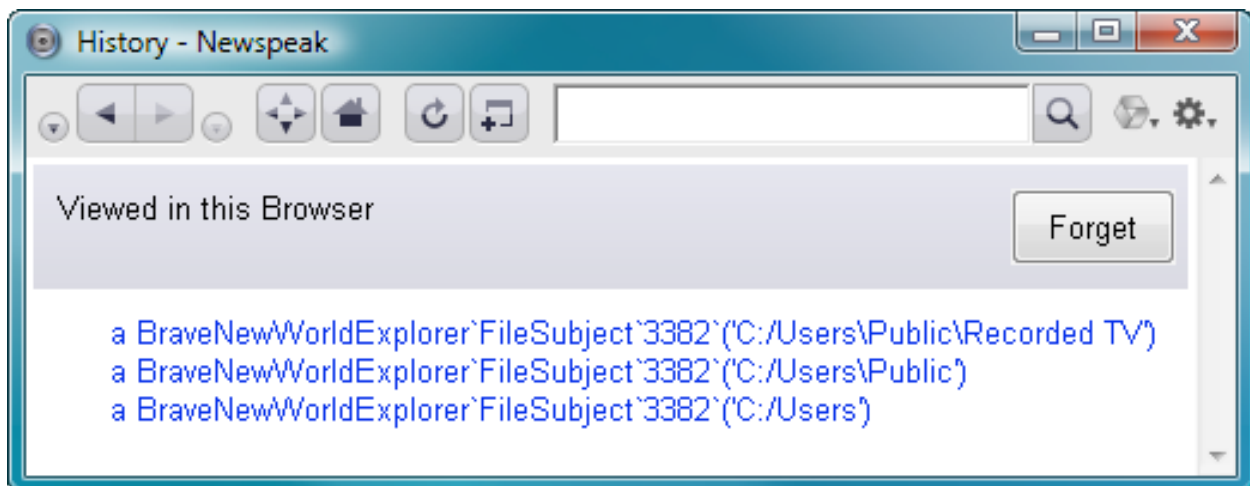 History - Newspeak
Viewed in this Browser
Forget
a BraveNewWorldExplorer`FileSubject`3382`('C:/Users\Public\Recorded TV')
a BraveNewWorldExplorer`FileSubject`3382`('C:/Users\Public')
a BraveNewWorldExplorer`FileSubject`3382`('C:/Users')